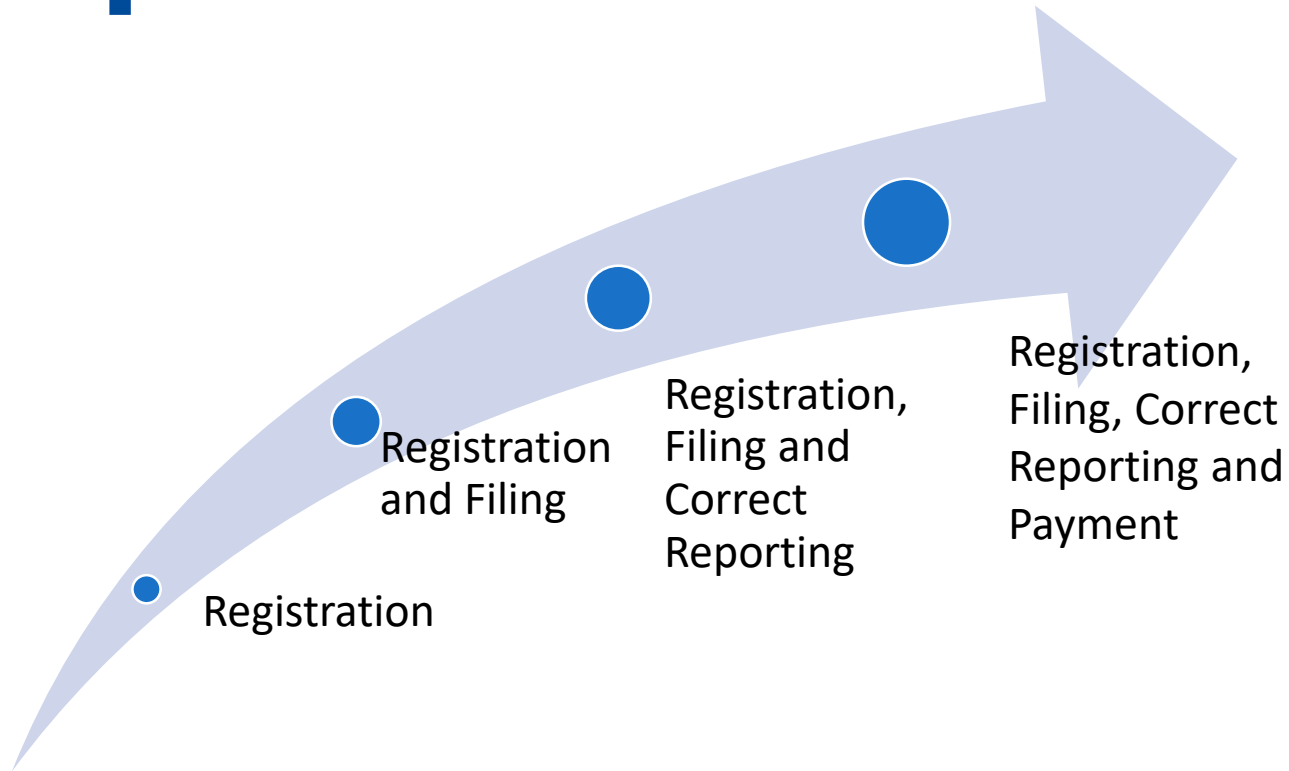 Registration
Registration
and Filing
Registration,
Filing and
Correct
Reporting
Registration,
Filing, Correct
Reporting and
Payment